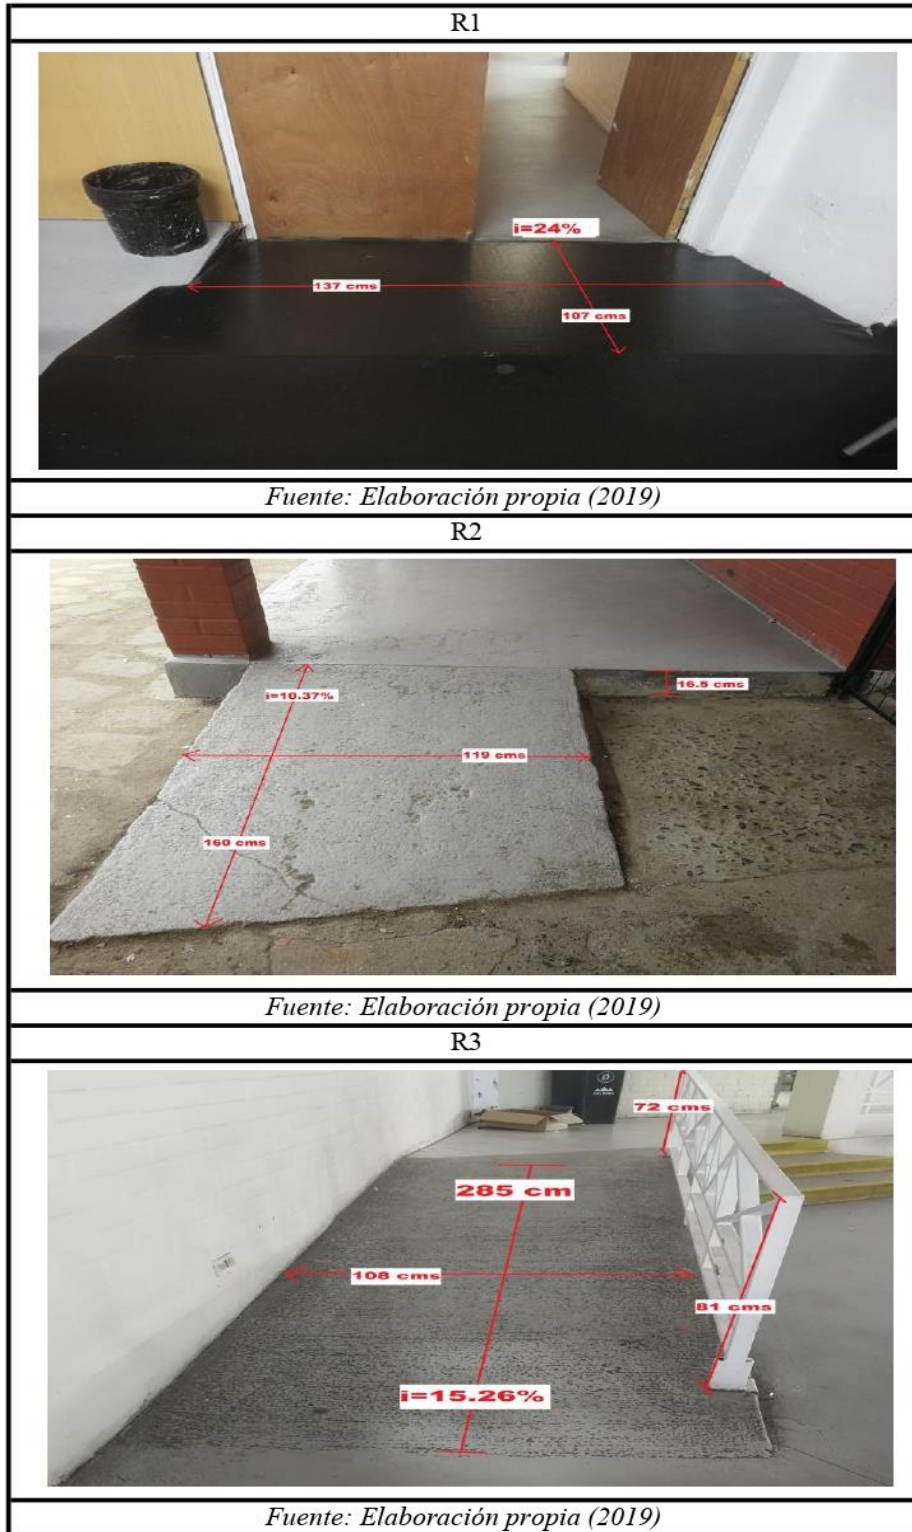 R1
i=24%
137 cms
107 cms
Fuente: Elaboración propia (2019)
R2
16.5 cms
i=10.37%
119 cms
160 cms
Fuente: Elaboración propia (2019)
R3
72 cms
285 cm
108 cms
81 cms
i=15.26%
Fuente: Elaboración propia (2019)